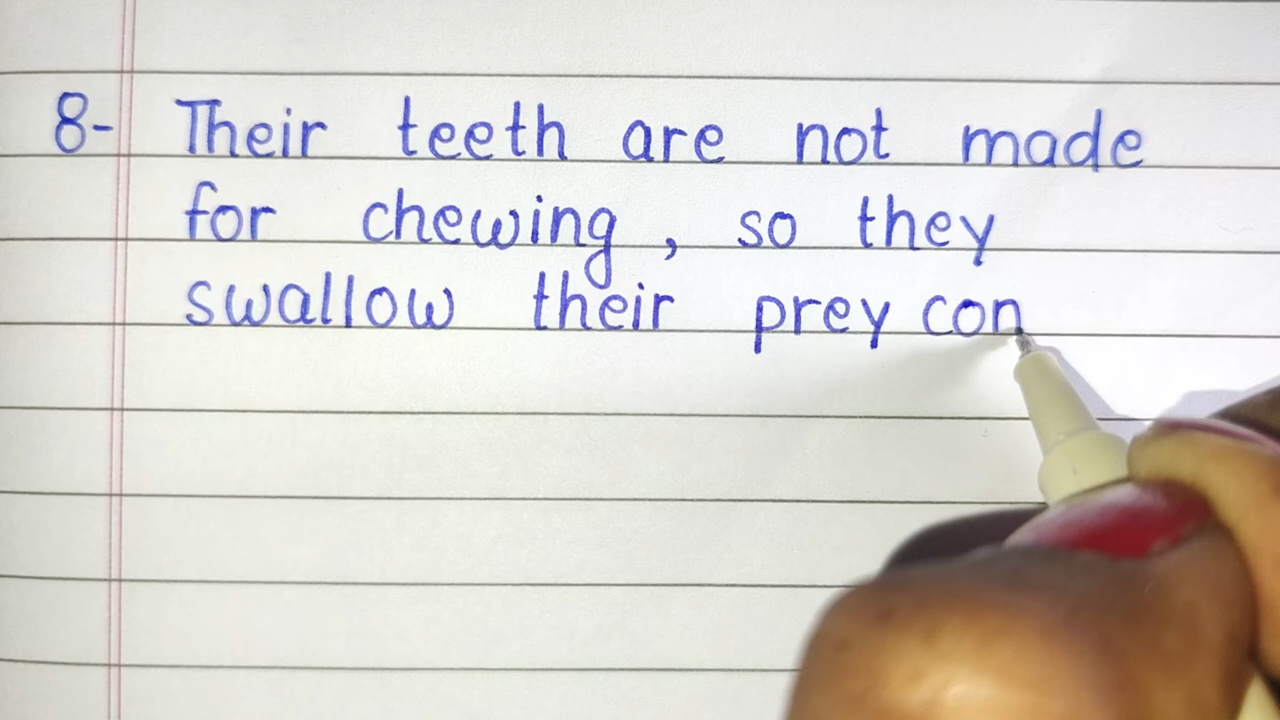 8- Their teeth are not made
for chewing, so they
swallow their prey con